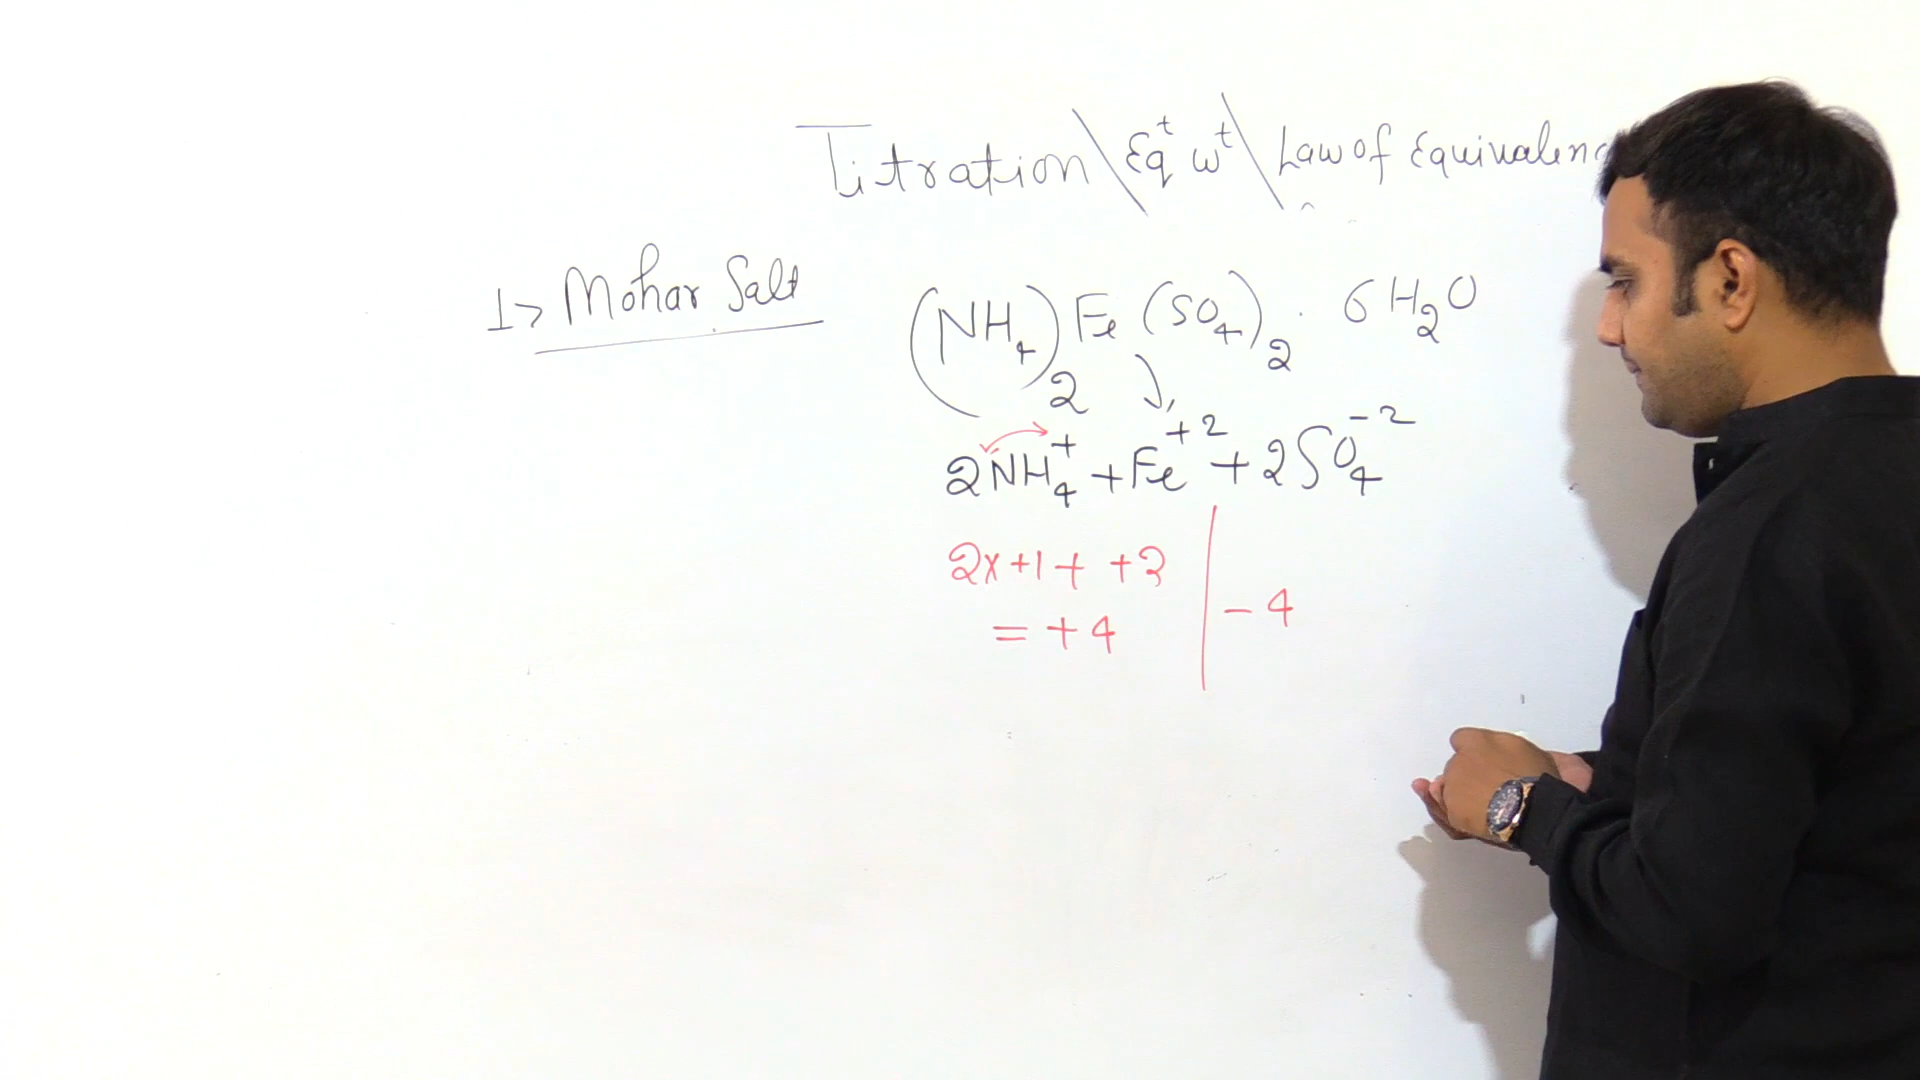 Titration \ Eqt wt \ Law of Equivalenc
1> Mohar Salt
(NH4)2 Fe (SO4)2 . 6H2O
2NH4+ + Fe+2 + 2SO4-2
2x+1+ +2 | -4
= +4